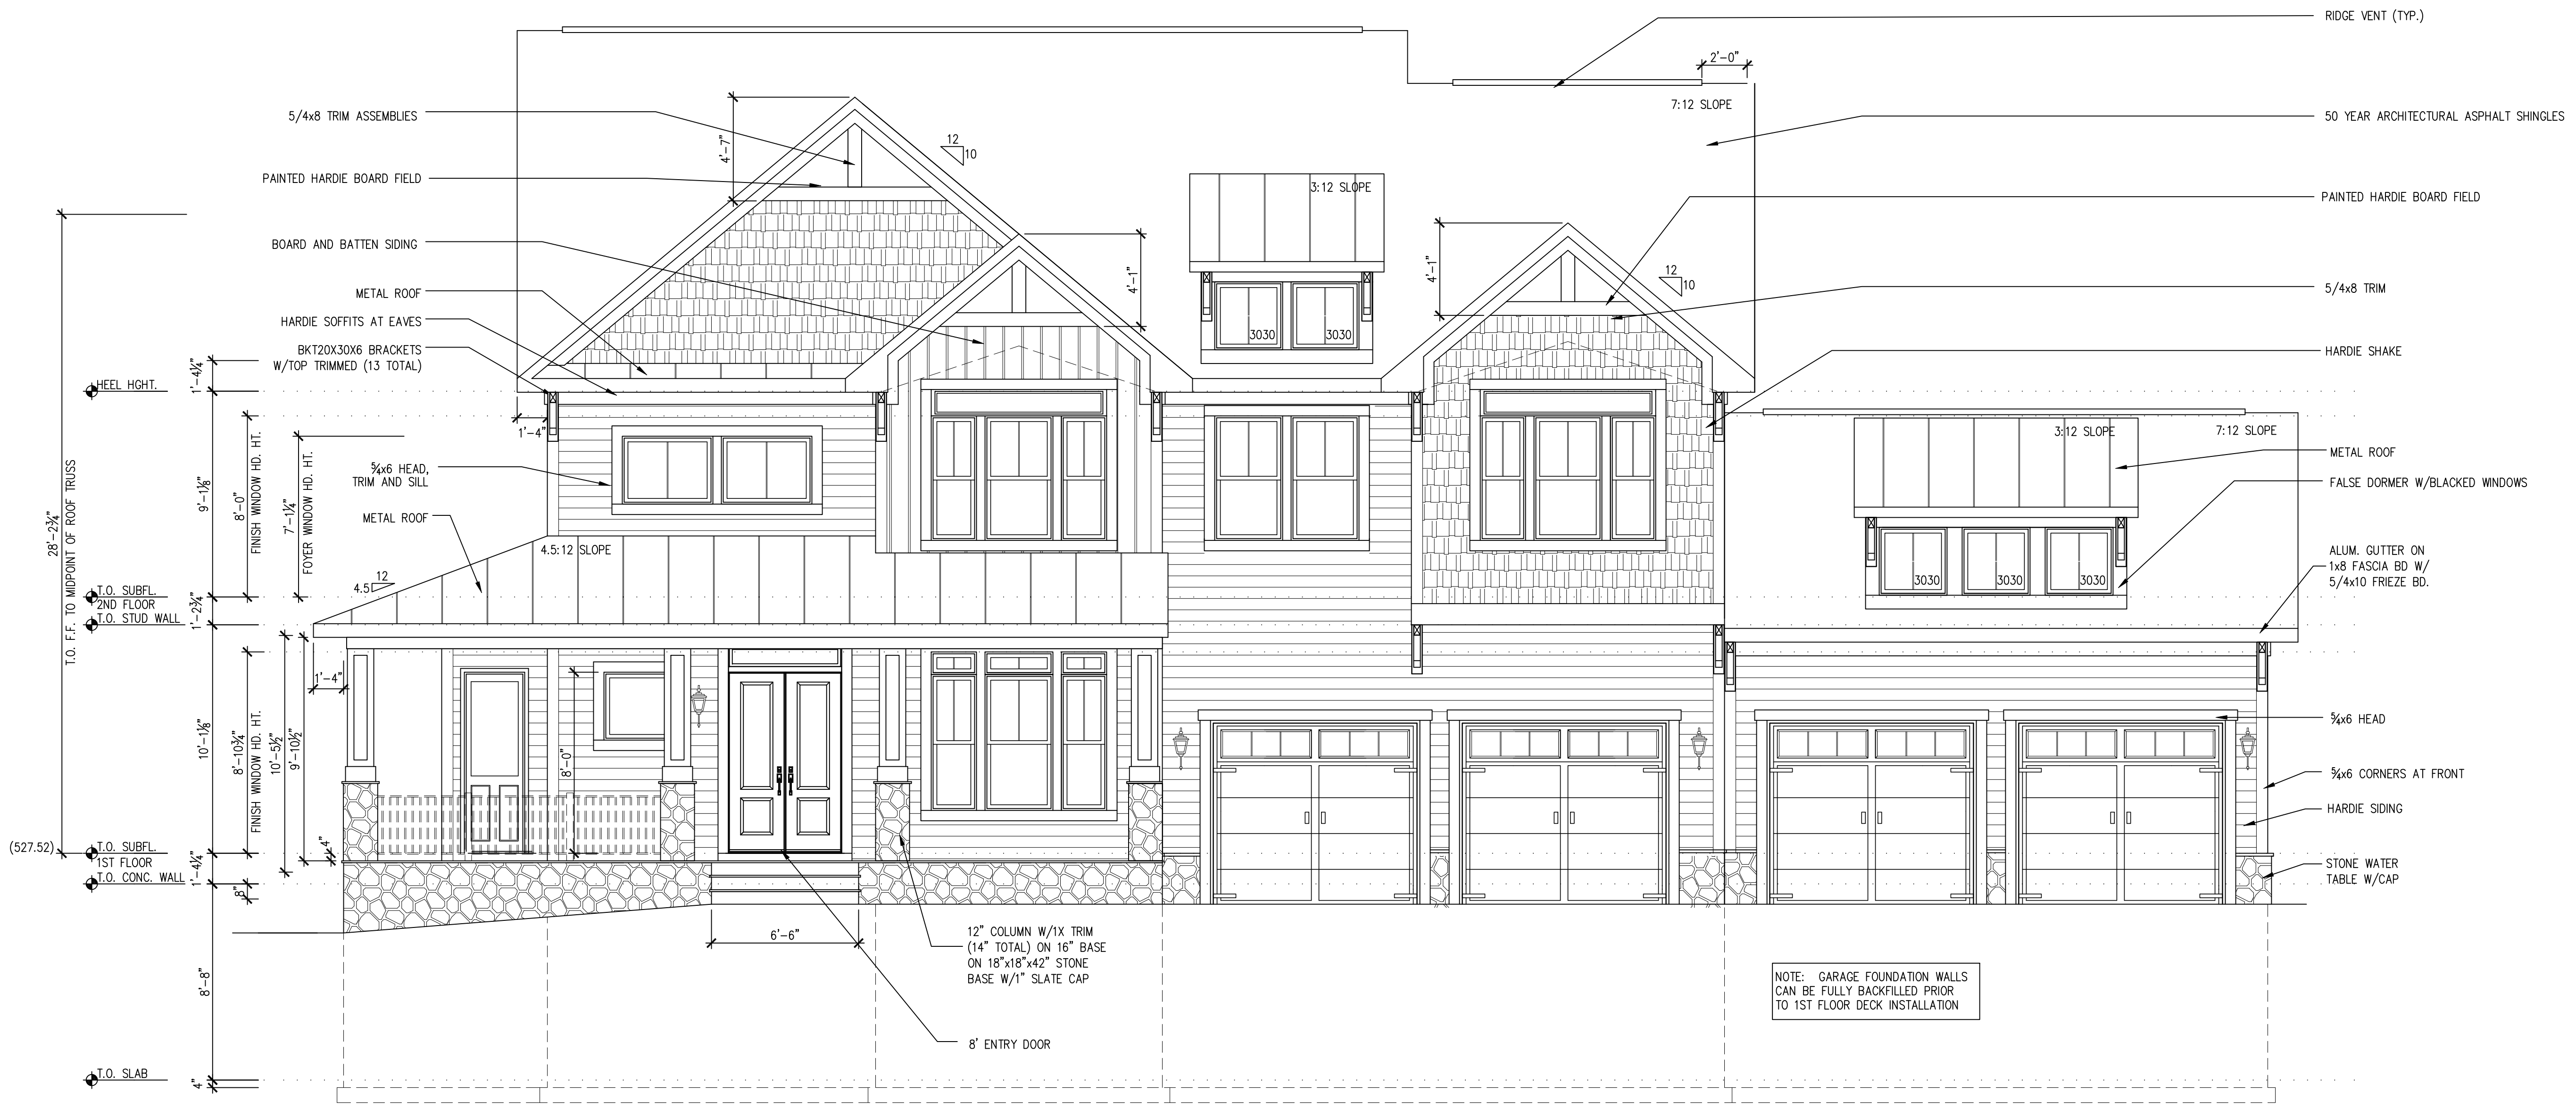 RIDGE VENT (TYP.)
2'-0"
7:12 SLOPE
5/4x8 TRIM ASSEMBLIES
50 YEAR ARCHITECTURAL ASPHALT SHINGLES
4'-7"
12
10
PAINTED HARDIE BOARD FIELD
3:12 SLOPE
PAINTED HARDIE BOARD FIELD
BOARD AND BATTEN SIDING
4'-1"
4'-1"
12
10
METAL ROOF
5/4x8 TRIM
HARDIE SOFFITS AT EAVES
3030
3030
BKT20X30X6 BRACKETS
W/TOP TRIMMED (13 TOTAL)
HARDIE SHAKE
HEEL HGHT.
1'-4¼"
1'-4"
3:12 SLOPE
7:12 SLOPE
METAL ROOF
5⁄4x6 HEAD,
TRIM AND SILL
FALSE DORMER W/BLACKED WINDOWS
28'-2¾"
T.O. F.F. TO MIDPOINT OF ROOF TRUSS
9'-1⅛"
8'-0"
FINISH WINDOW HD. HT.
7'-1¼"
FOYER WINDOW HD. HT.
METAL ROOF
4.5:12 SLOPE
12
4.5
3030
3030
3030
ALUM. GUTTER ON
1x8 FASCIA BD W/
5/4x10 FRIEZE BD.
T.O. SUBFL.
2ND FLOOR
T.O. STUD WALL
1'-2¾"
1'-4"
10'-1⅛"
8'-10¾"
FINISH WINDOW HD. HT.
10'-5½"
9'-10½"
8'-0"
5⁄4x6 HEAD
5⁄4x6 CORNERS AT FRONT
HARDIE SIDING
(527.52)
T.O. SUBFL.
1ST FLOOR
T.O. CONC. WALL
1'-4¼"
4"
8"
STONE WATER
TABLE W/CAP
6'-6"
12" COLUMN W/1X TRIM
(14" TOTAL) ON 16" BASE
ON 18"x18"x42" STONE
BASE W/1" SLATE CAP
8'-8"
NOTE: GARAGE FOUNDATION WALLS
CAN BE FULLY BACKFILLED PRIOR
TO 1ST FLOOR DECK INSTALLATION
8' ENTRY DOOR
T.O. SLAB
4"